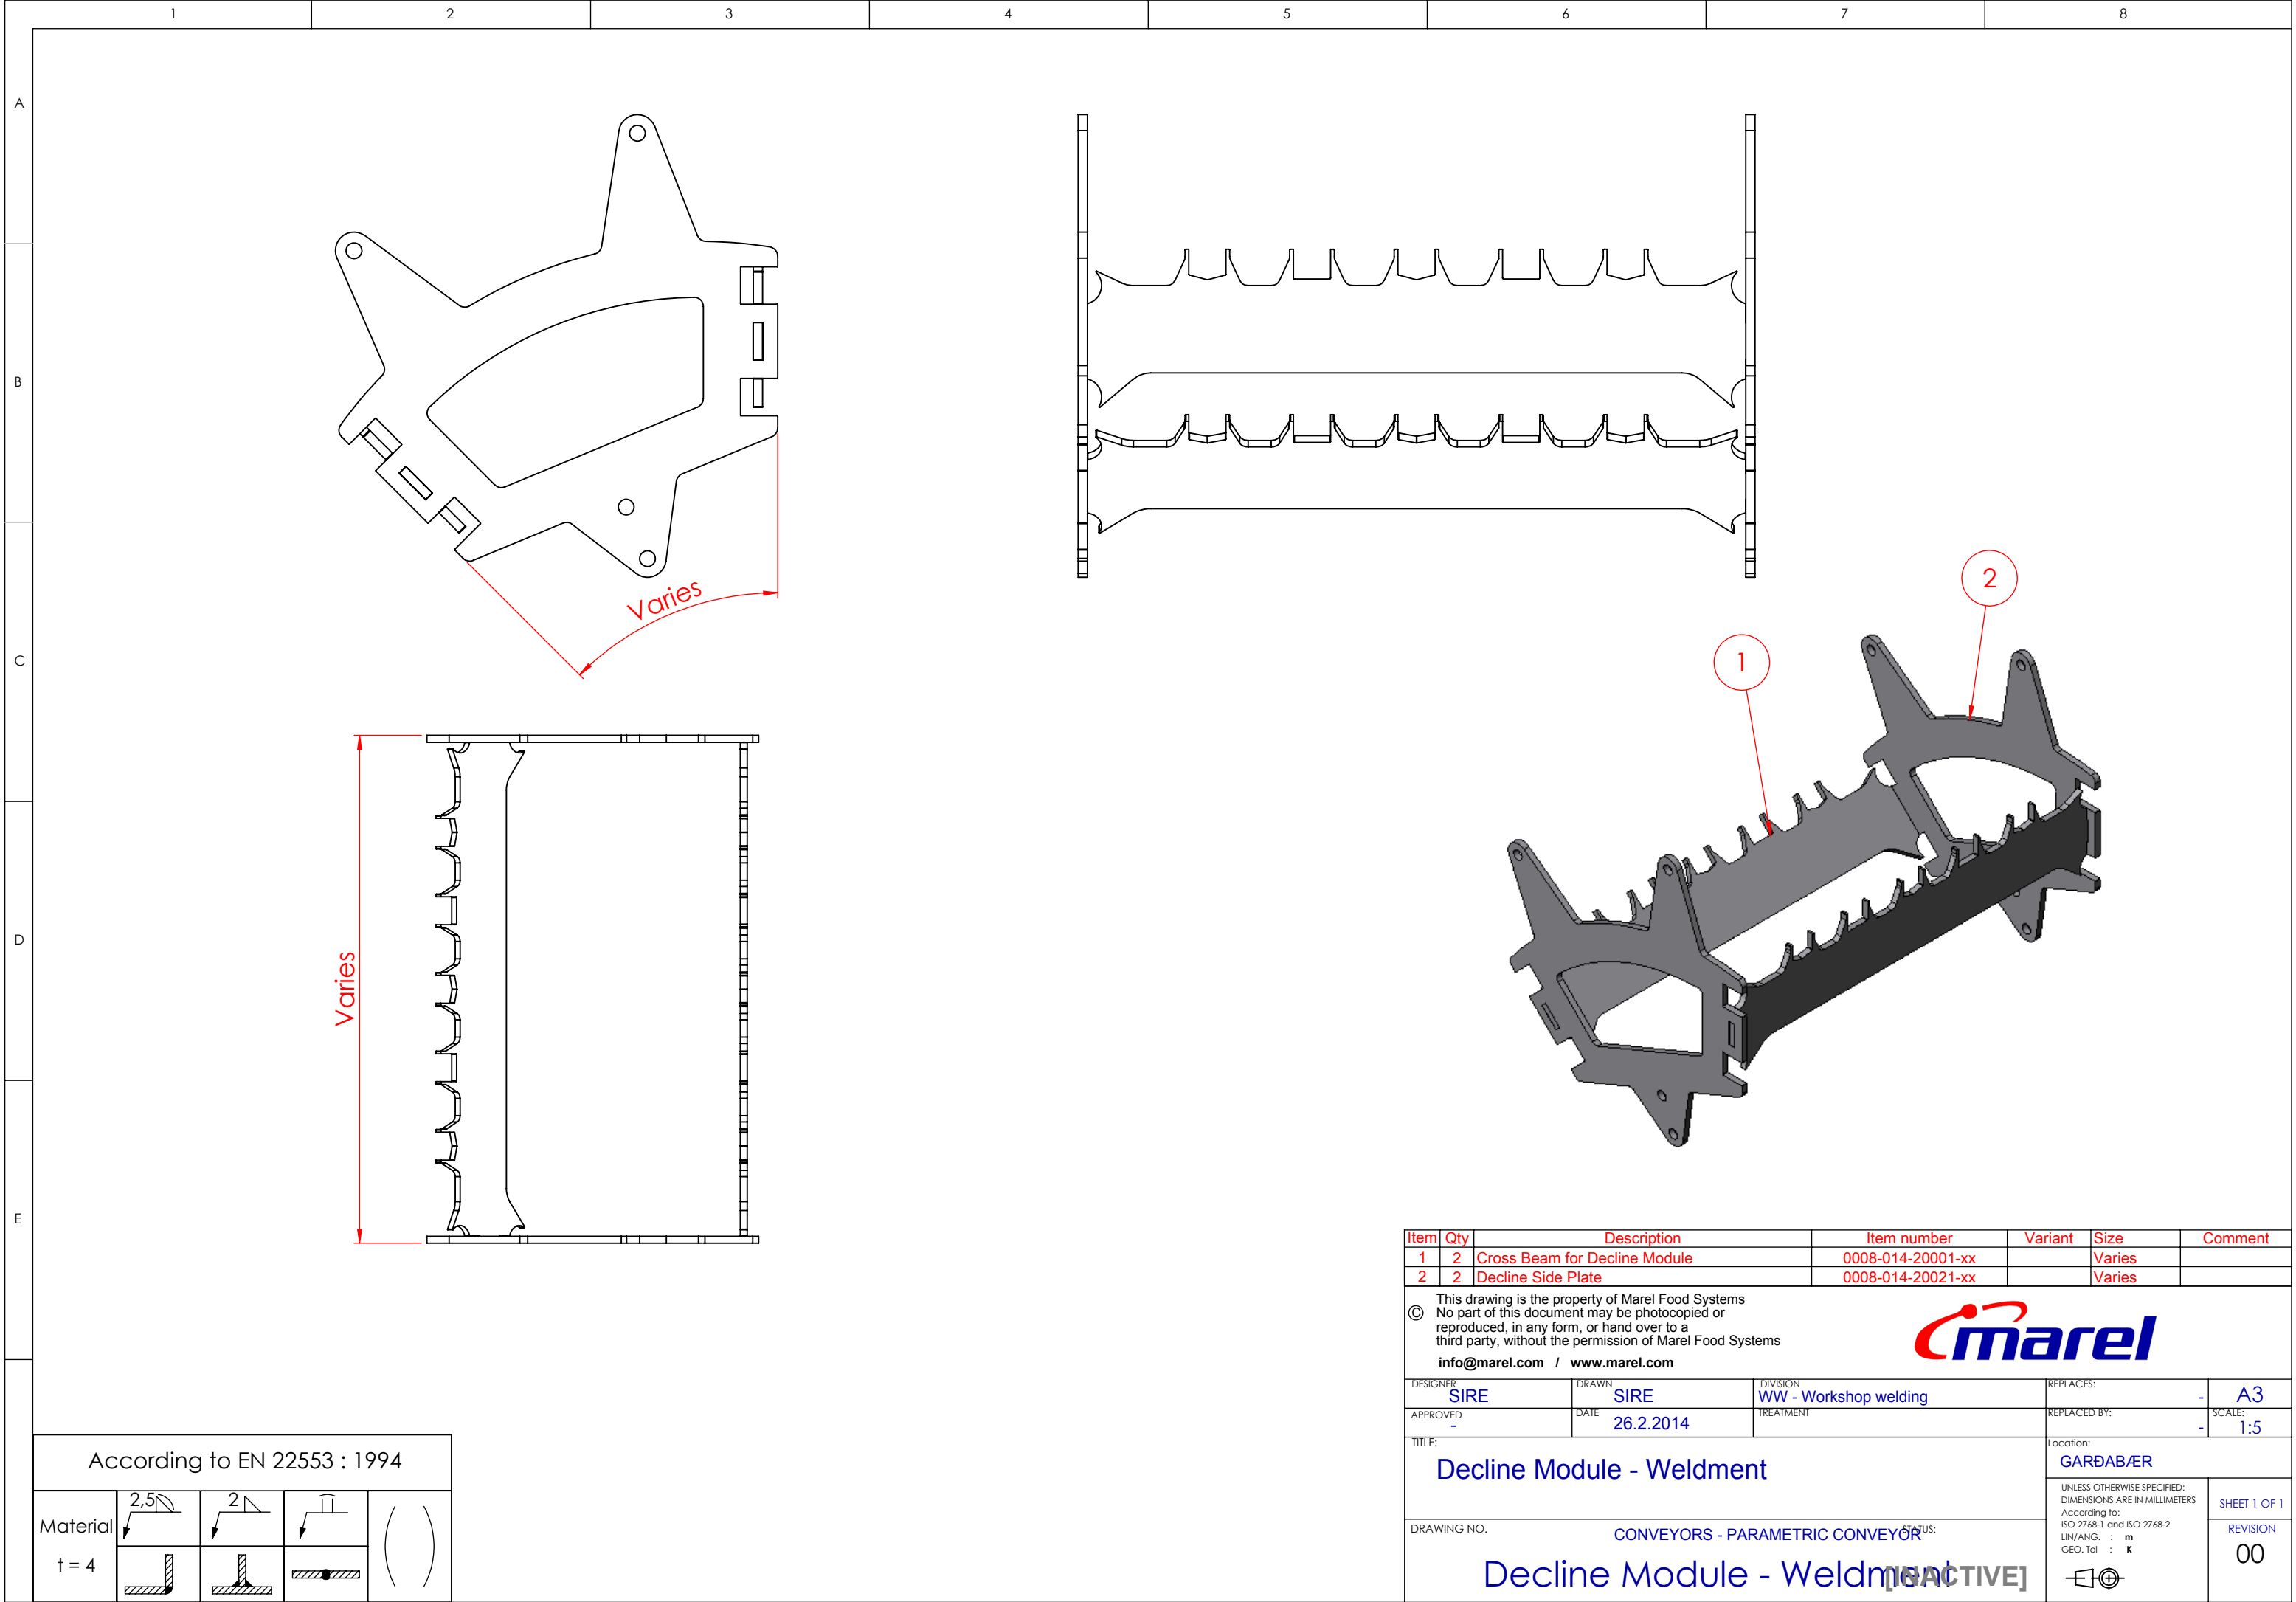 1 2 3 4 5 6 7 8
A
B
C
D
E
Varies
Varies
1
2
Item Qty Description Item number Variant Size Comment
1 2 Cross Beam for Decline Module 0008-014-20001-xx Varies
2 2 Decline Side Plate 0008-014-20021-xx Varies
This drawing is the property of Marel Food Systems
© No part of this document may be photocopied or
reproduced, in any form, or hand over to a
third party, without the permission of Marel Food Systems
info@marel.com / www.marel.com
marel
DESIGNER SIRE DRAWN SIRE DIVISION WW - Workshop welding REPLACES: - A3
APPROVED - DATE 26.2.2014 TREATMENT REPLACED BY: - SCALE: 1:5
TITLE:
Decline Module - Weldment
Location:
GARÐABÆR
UNLESS OTHERWISE SPECIFIED:
DIMENSIONS ARE IN MILLIMETERS
According to:
ISO 2768-1 and ISO 2768-2
LIN/ANG. : m
GEO. Tol : K
SHEET 1 OF 1
REVISION
00
DRAWING NO. CONVEYORS - PARAMETRIC CONVEYOR STATUS:
Decline Module - Weldment [INACTIVE]
According to EN 22553 : 1994
Material
t = 4
2,5
2